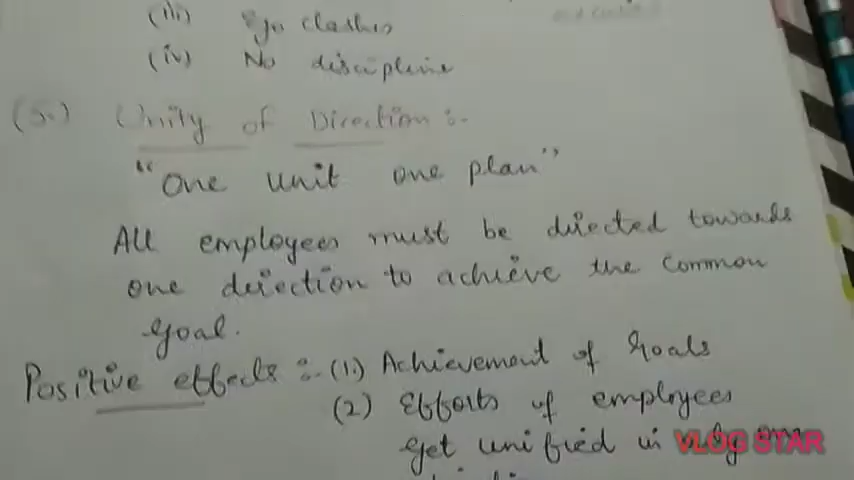 (iii) Ego clashes
(iv) No discipline
(5.) Unity of Direction :-
"One unit one plan"
All employees must be directed towards
one direction to achieve the common
goal.
Positive effects :- (1) Achievement of Goals
(2) Efforts of employees
get unified in only one
VLOG STAR